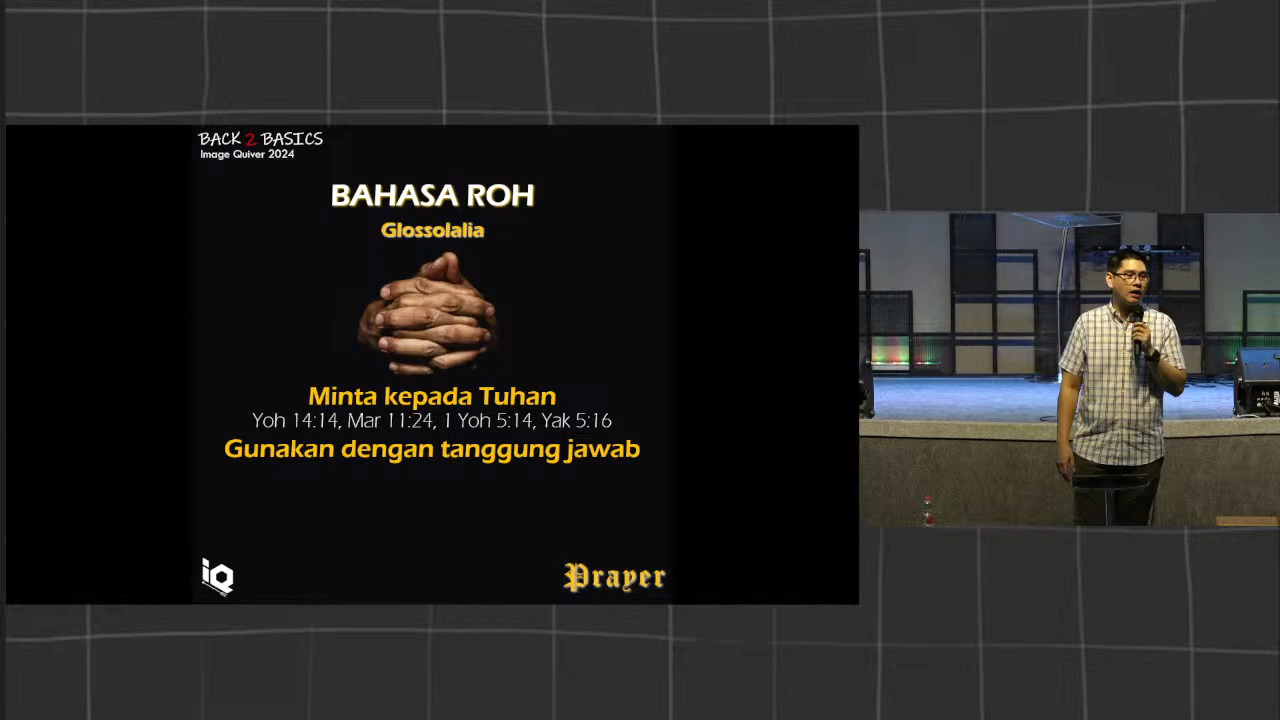 BACK 2 BASICS
Image Quiver 2024
BAHASA ROH
Glossolalia
Minta kepada Tuhan
Yoh 14:14, Mar 11:24, 1 Yoh 5:14, Yak 5:16
Gunakan dengan tanggung jawab
iQ
Prayer